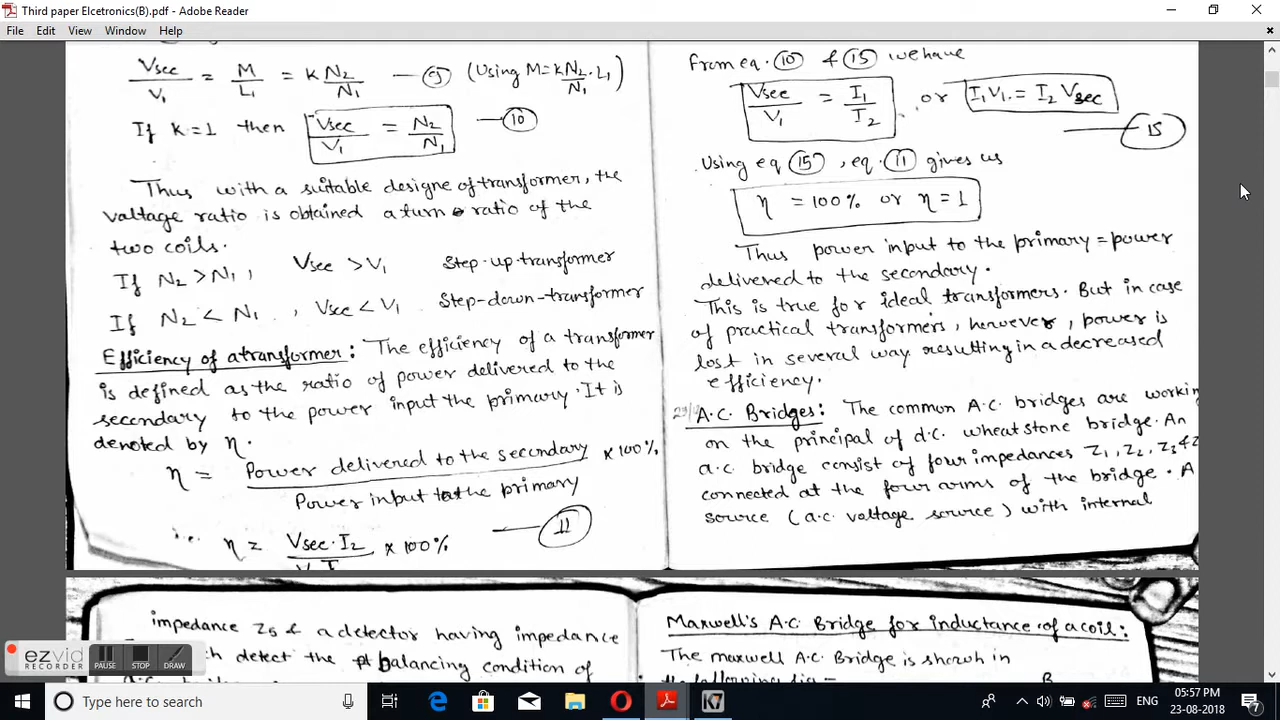 Third paper Elcetronics(B).pdf - Adobe Reader
File Edit View Window Help
Vsec/V1 = M/L1 = K N2/N1 — (9) (Using M = K N2/N1 . L1)
If K=1 then Vsec/V1 = N2/N1 — (10)
Thus with a suitable designe of transformer, the
voltage ratio is obtained a turn ratio of the
two coils.
If N2 > N1, Vsec > V1 Step-up-transformer
If N2 < N1, Vsec < V1 Step-down-transformer
Efficiency of a transformer: The efficiency of a transformer
is defined as the ratio of power delivered to the
secondary to the power input the primary. It is
denoted by η.
η = Power delivered to the secondary / Power input to the primary × 100%
— (11)
i.e. η = Vsec.I2 / V1I × 100%
From eq. (10) & (15) we have
Vsec/V1 = I1/I2, or I1V1 = I2Vsec
— (15)
Using eq (15), eq. (11) gives us
η = 100% or η = 1
Thus power input to the primary = power
delivered to the secondary.
This is true for ideal transformers. But in case
of practical transformers, however, power is
lost in several way resulting in a decreased
efficiency.
A.C. Bridges: The common A.C. bridges are workin
on the principal of d.c. wheatstone bridge. An
a.c. bridge consist of four impedances Z1, Z2, Z3 & Z
connected at the four arms of the bridge. A
source (a.c. voltage source) with internal
impedance Z5 & a detector having impedance
detect the balancing condition of
Maxwell's A.C Bridge for inductance of a coil:
The maxwell A.C. Bridge is shown in
the following fig-
B
ezvid
RECORDER
PAUSE STOP DRAW
Type here to search
ENG
05:57 PM
23-08-2018
7